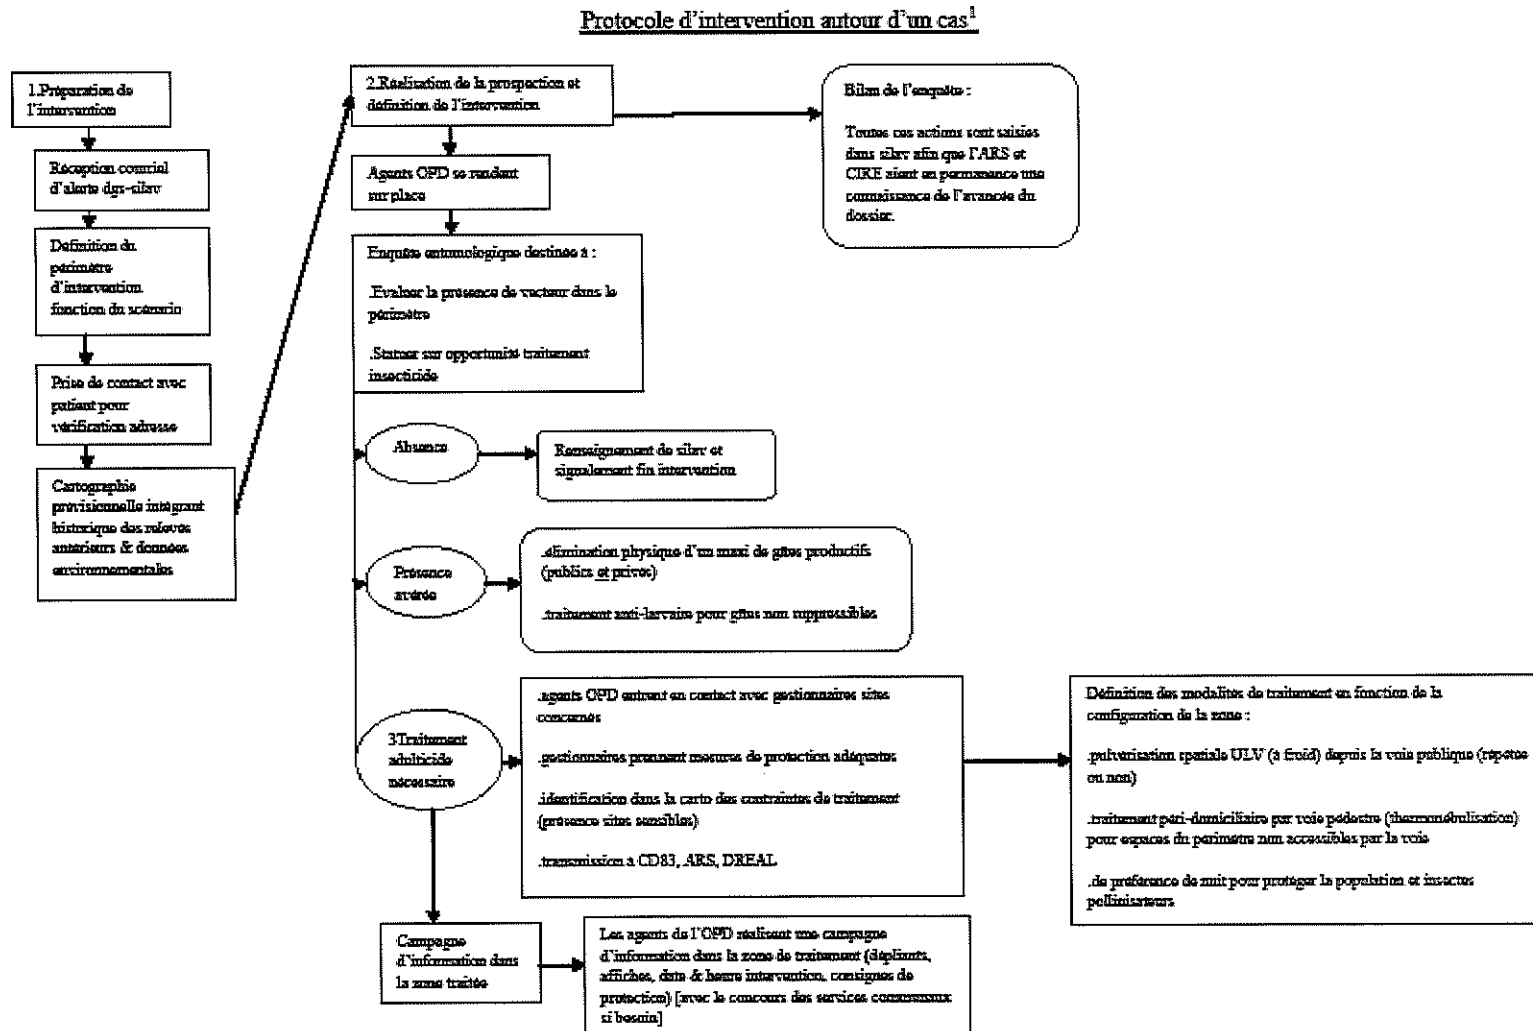 Protocole d'intervention autour d'un cas¹
1.Préparation de
l'intervention
Réception courriel
d'alerte dgs-silav
Définition du
périmètre
d'intervention
fonction du scénario
Prise de contact avec
patient pour
vérification adresse
Cartographie
prévisionnelle intégrant
historique des relevés
antérieurs & données
environnementales
2.Réalisation de la prospection et
définition de l'intervention
Agents OPD se rendent
sur place
Enquête entomologique destinée à :
.Evaluer la présence de vecteur dans le
périmètre
.Statuer sur opportunité traitement
insecticide
Bilan de l'enquête :
Toutes ces actions sont saisies
dans silav afin que l'ARS et
CIRE aient en permanence une
connaissance de l'avancée du
dossier.
Absence
Renseignement de silav et
signalement fin intervention
Présence
avérée
.élimination physique d'un maxi de gîtes productifs
(publics et privés)
.traitement anti-larvaire pour gîtes non suppressibles
3Traitement
adulticide
nécessaire
.agents OPD entrent en contact avec gestionnaires sites
concernés
.gestionnaires prennent mesures de protection adéquates
.identification dans la carto des contraintes de traitement
(présence sites sensibles)
.transmission à CD83, ARS, DREAL
Définition des modalités de traitement en fonction de la
configuration de la zone :
.pulvérisation spatiale ULV (à froid) depuis la voie publique (répétée
ou non)
.traitement péri-domiciliaire par voie pédestre (thermonébulisation)
pour espaces du périmètre non accessibles par la voie
.de préférence de nuit pour protéger la population et insectes
pollinisateurs
Campagne
d'information dans
la zone traitée
Les agents de l'OPD réalisent une campagne
d'information dans la zone de traitement (dépliants,
affiches, date & heure intervention, consignes de
protection) [avec le concours des services communaux
si besoin]